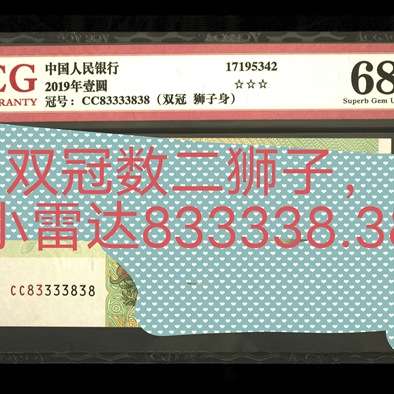 CG
RANTY
中国人民银行 17195342
2019年壹圆 ☆☆☆
冠号：CC83333838（双冠 狮子身）
68
Superb Gem U
双冠数二狮子，
小雷达833338.38
CC83333838